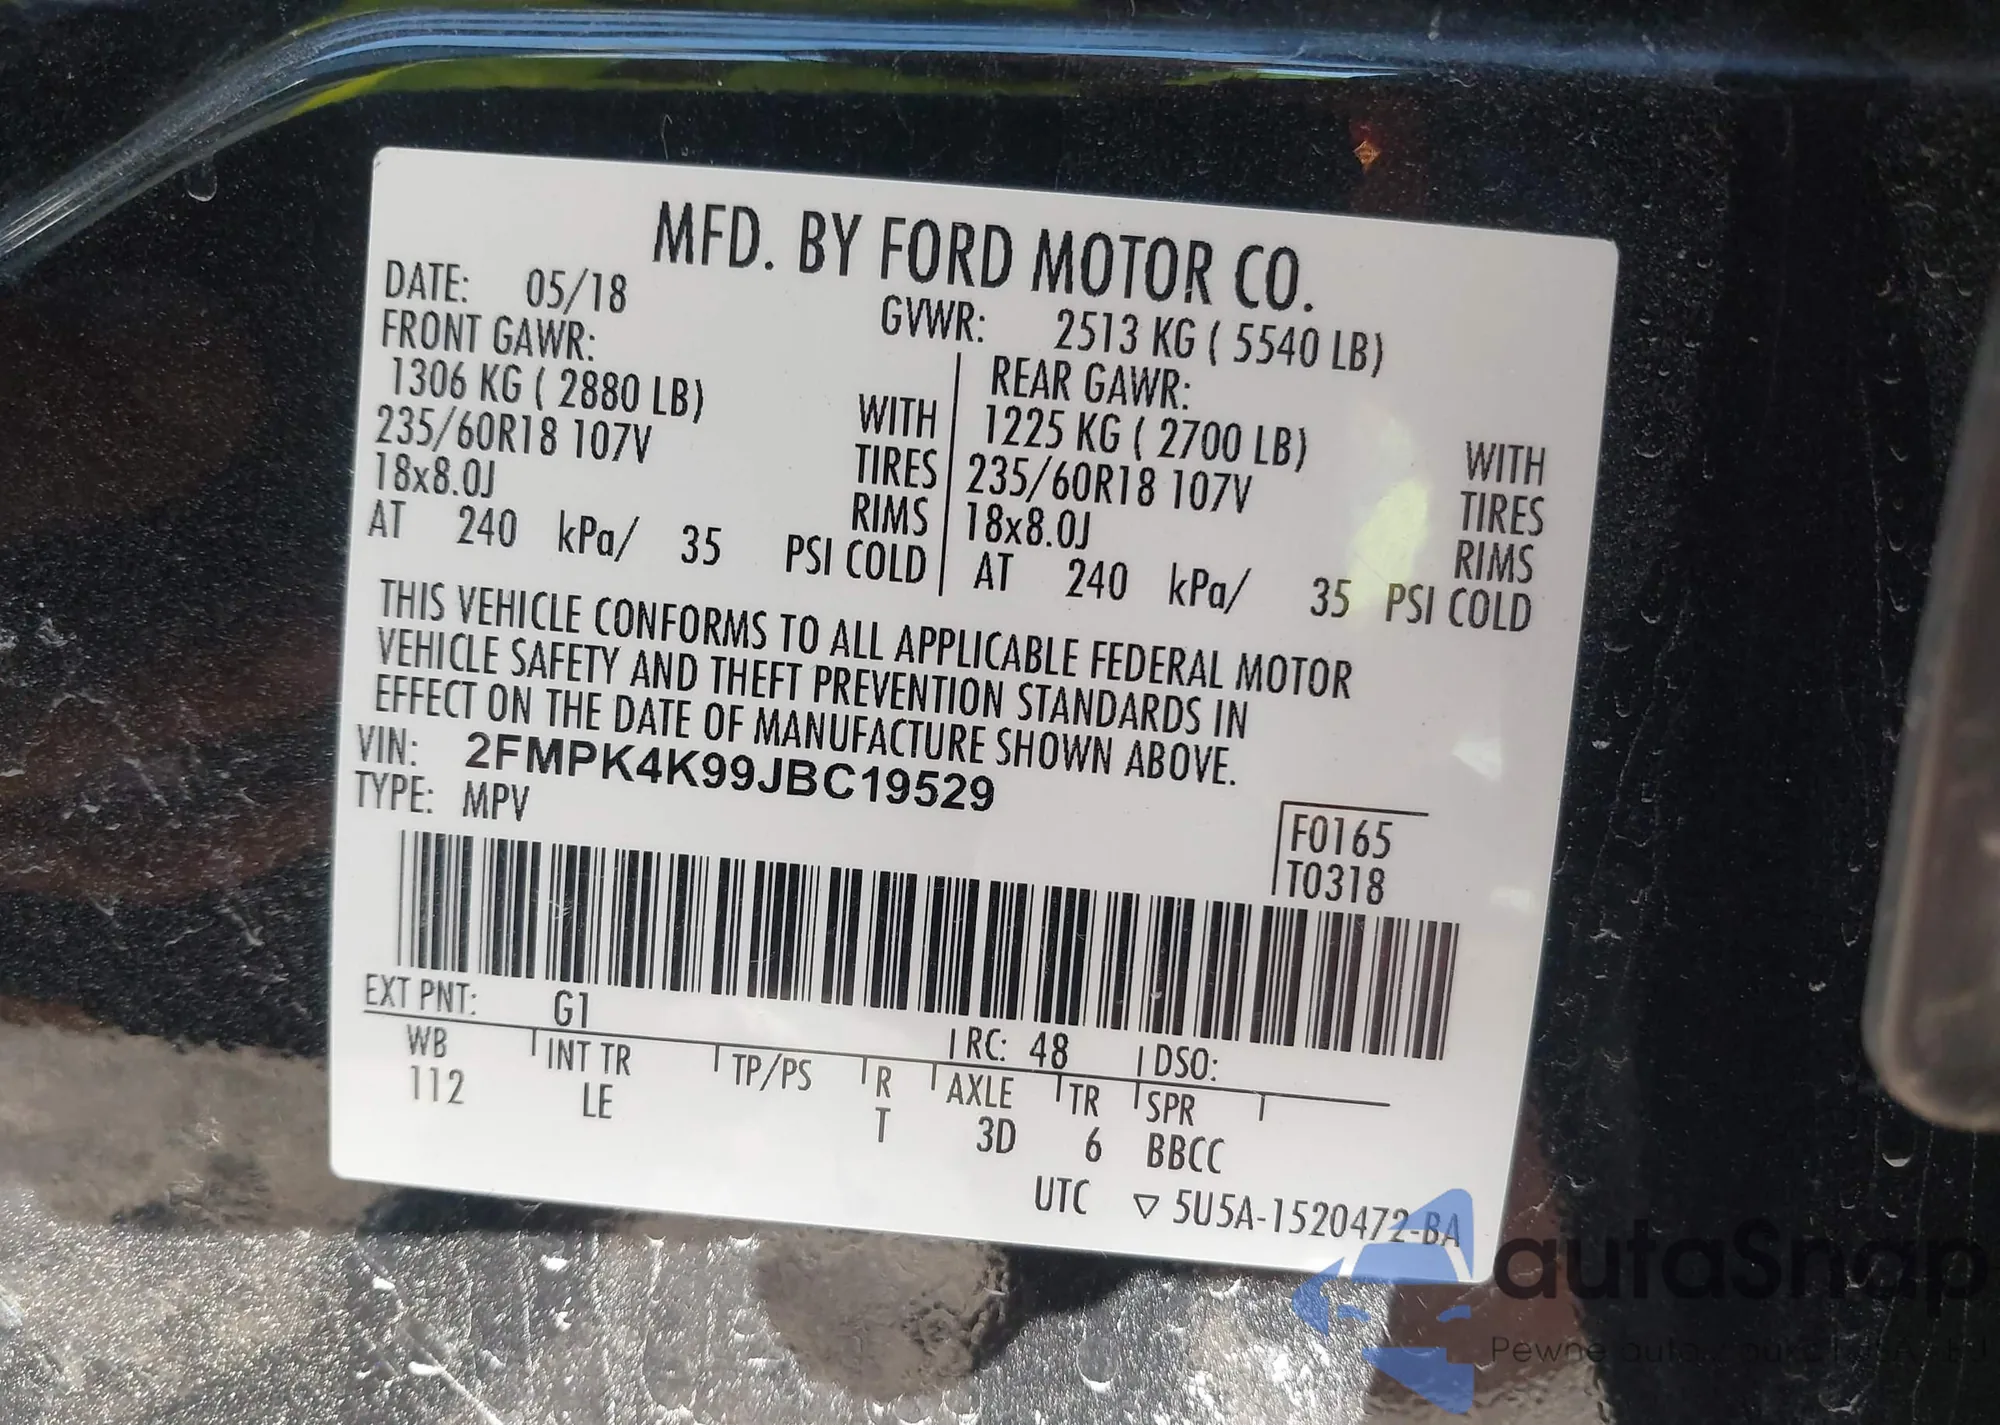 MFD. BY FORD MOTOR CO.
DATE: 05/18 GVWR: 2513 KG ( 5540 LB)
FRONT GAWR: REAR GAWR:
1306 KG ( 2880 LB) WITH 1225 KG ( 2700 LB) WITH
235/60R18 107V TIRES 235/60R18 107V TIRES
18x8.0J RIMS 18x8.0J RIMS
AT 240 kPa/ 35 PSI COLD AT 240 kPa/ 35 PSI COLD
THIS VEHICLE CONFORMS TO ALL APPLICABLE FEDERAL MOTOR
VEHICLE SAFETY AND THEFT PREVENTION STANDARDS IN
EFFECT ON THE DATE OF MANUFACTURE SHOWN ABOVE.
VIN: 2FMPK4K99JBC19529
TYPE: MPV
F0165
T0318
EXT PNT: G1 RC: 48 DSO:
WB INT TR TP/PS R AXLE TR SPR
112 LE T 3D 6 BBCC
UTC ▽ 5U5A-1520472-BA
autaSnap
Pewne auta